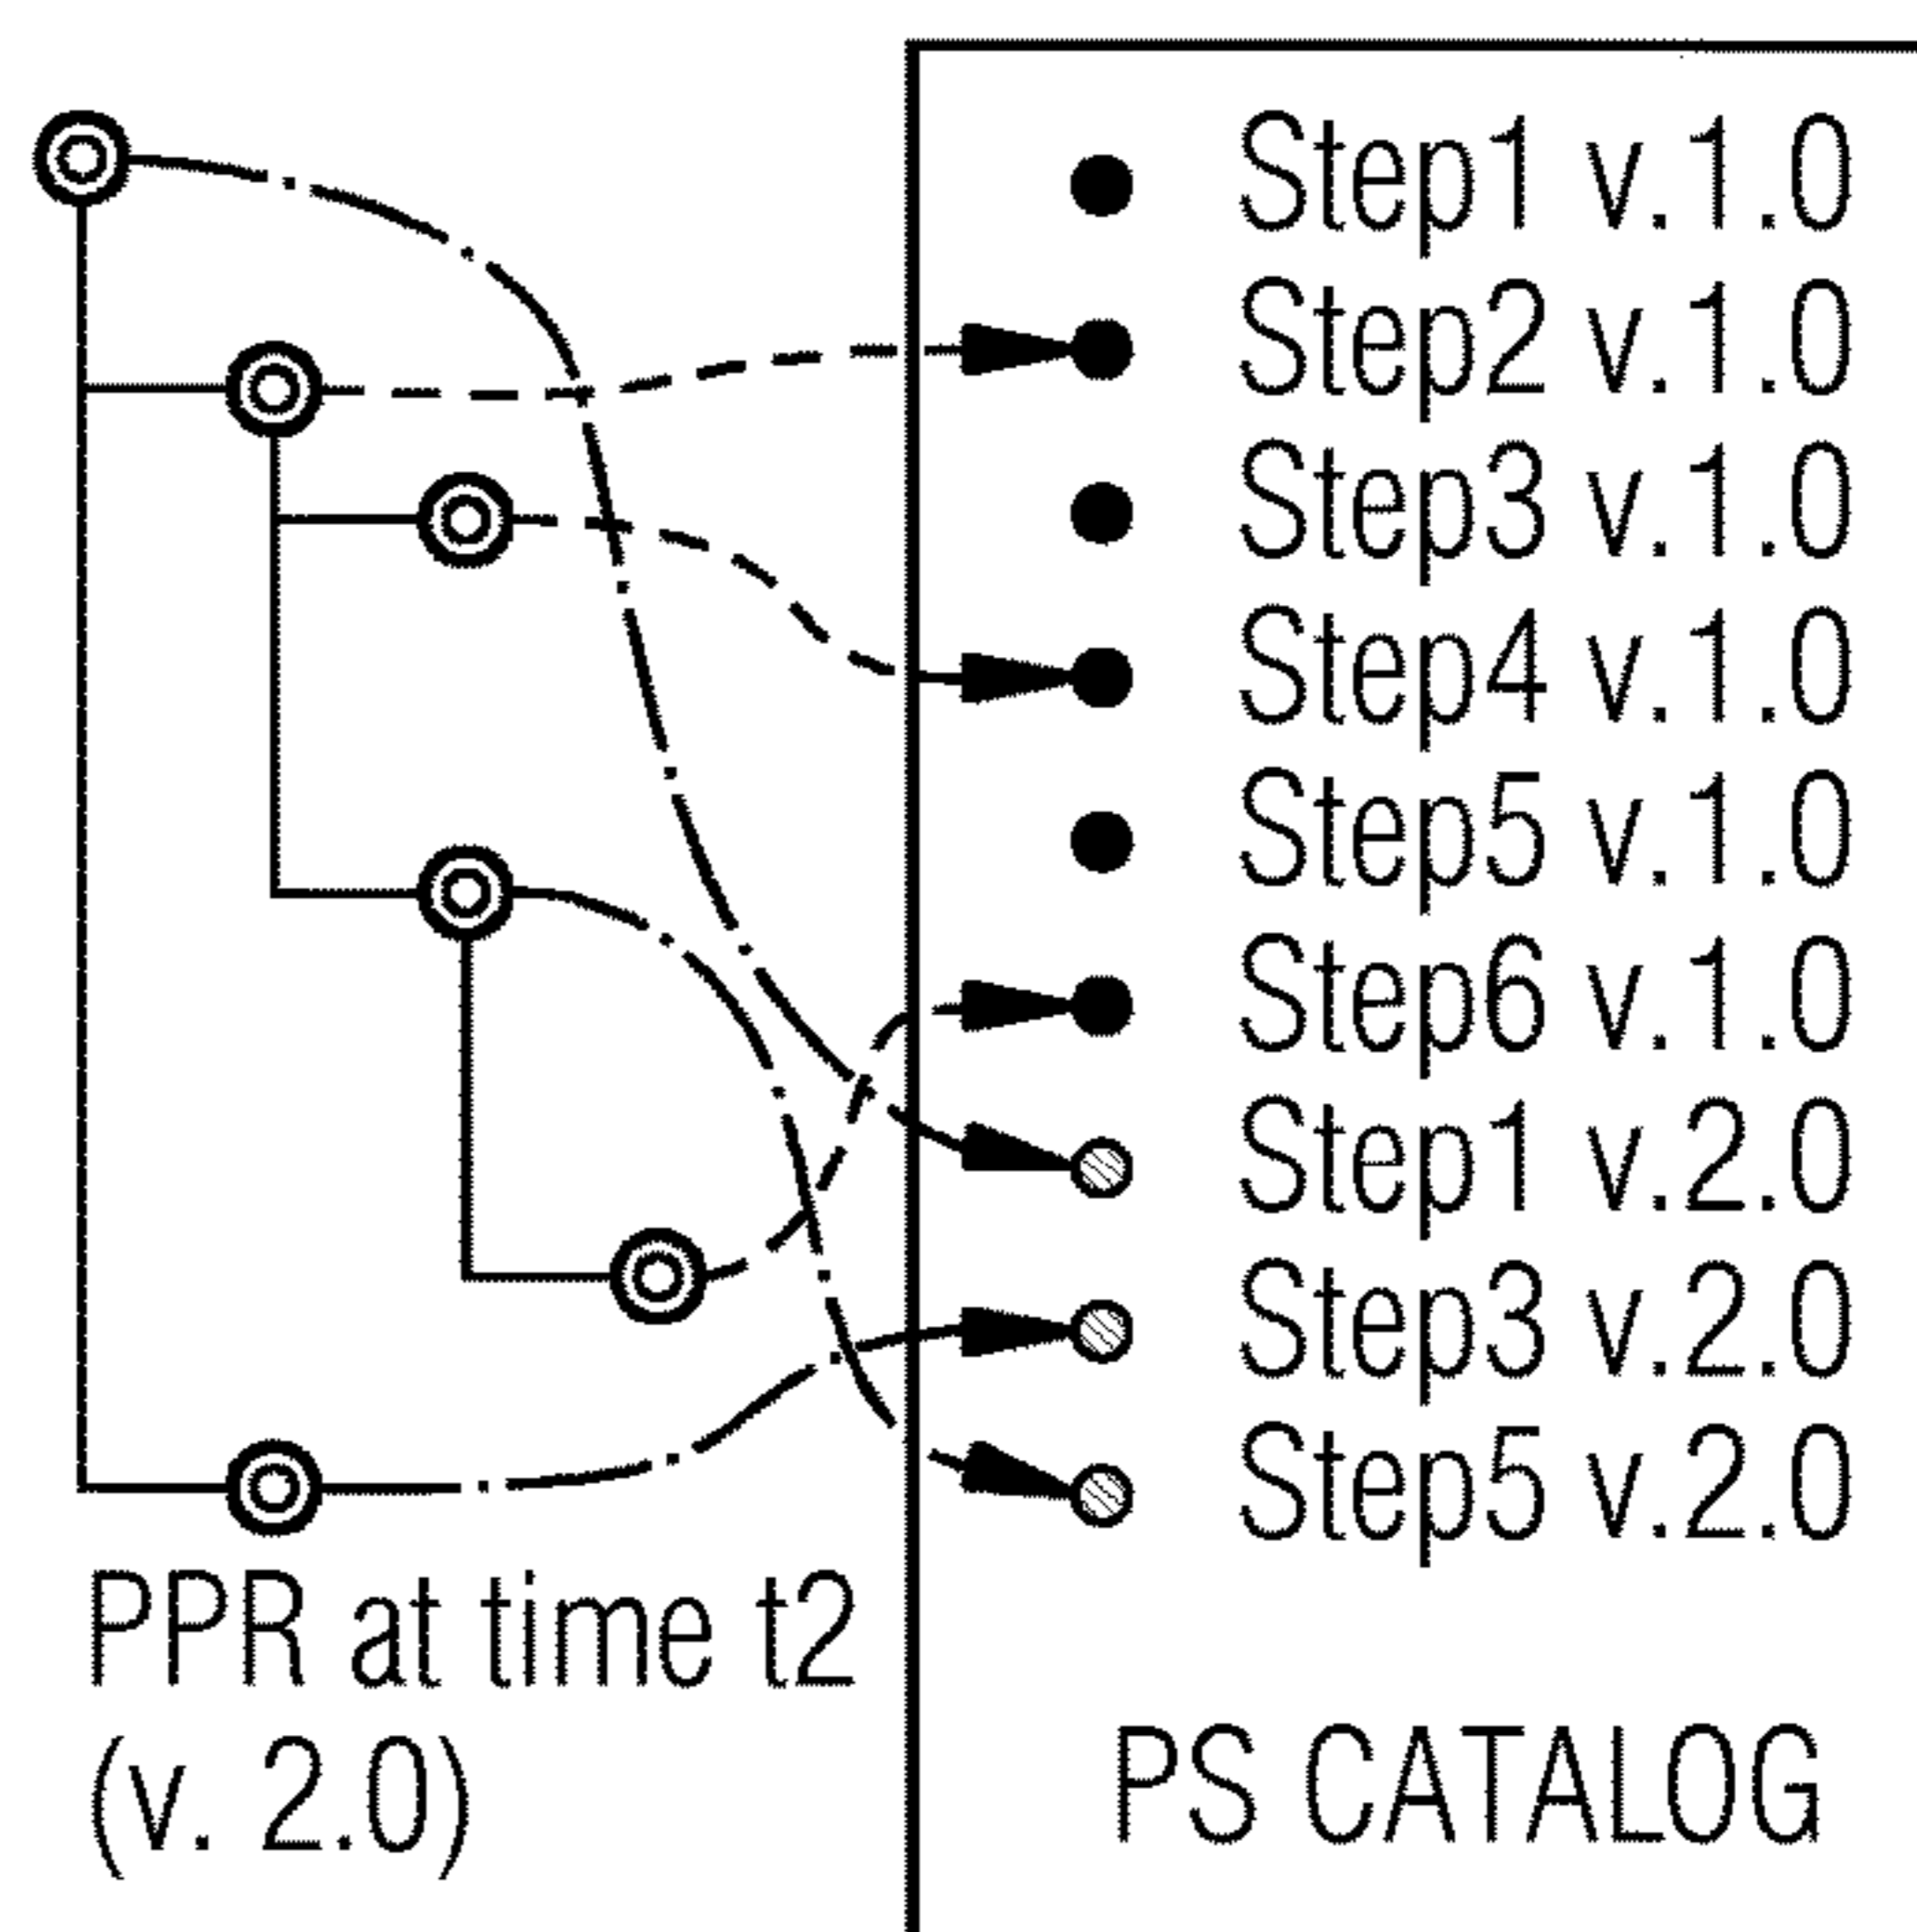 Step1 v.1.0
Step2 v.1.0
Step3 v.1.0
Step4 v.1.0
Step5 v.1.0
Step6 v.1.0
Step1 v.2.0
Step3 v.2.0
Step5 v.2.0
PPR at time t2
(v. 2.0)
PS CATALOG